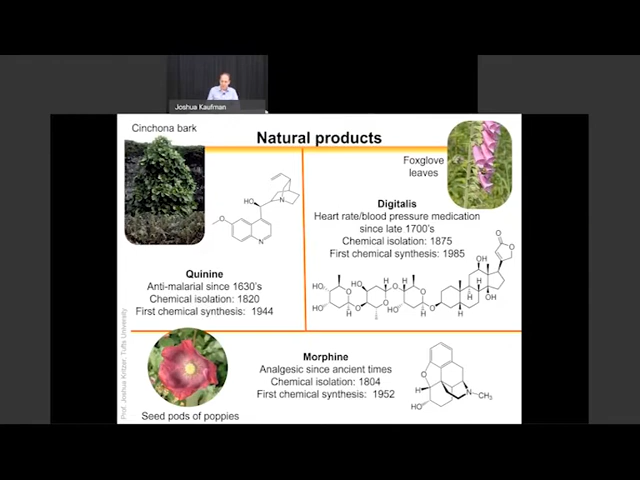 Joshua Kaufman
Natural products
Cinchona bark
Quinine
Anti-malarial since 1630's
Chemical isolation: 1820
First chemical synthesis: 1944
HO
N
O
N
Foxglove
leaves
Digitalis
Heart rate/blood pressure medication
since late 1700's
Chemical isolation: 1875
First chemical synthesis: 1985
Morphine
Analgesic since ancient times
Chemical isolation: 1804
First chemical synthesis: 1952
O
H
HO
N
CH₃
Seed pods of poppies
Prof. Joshua Kritzer, Tufts University